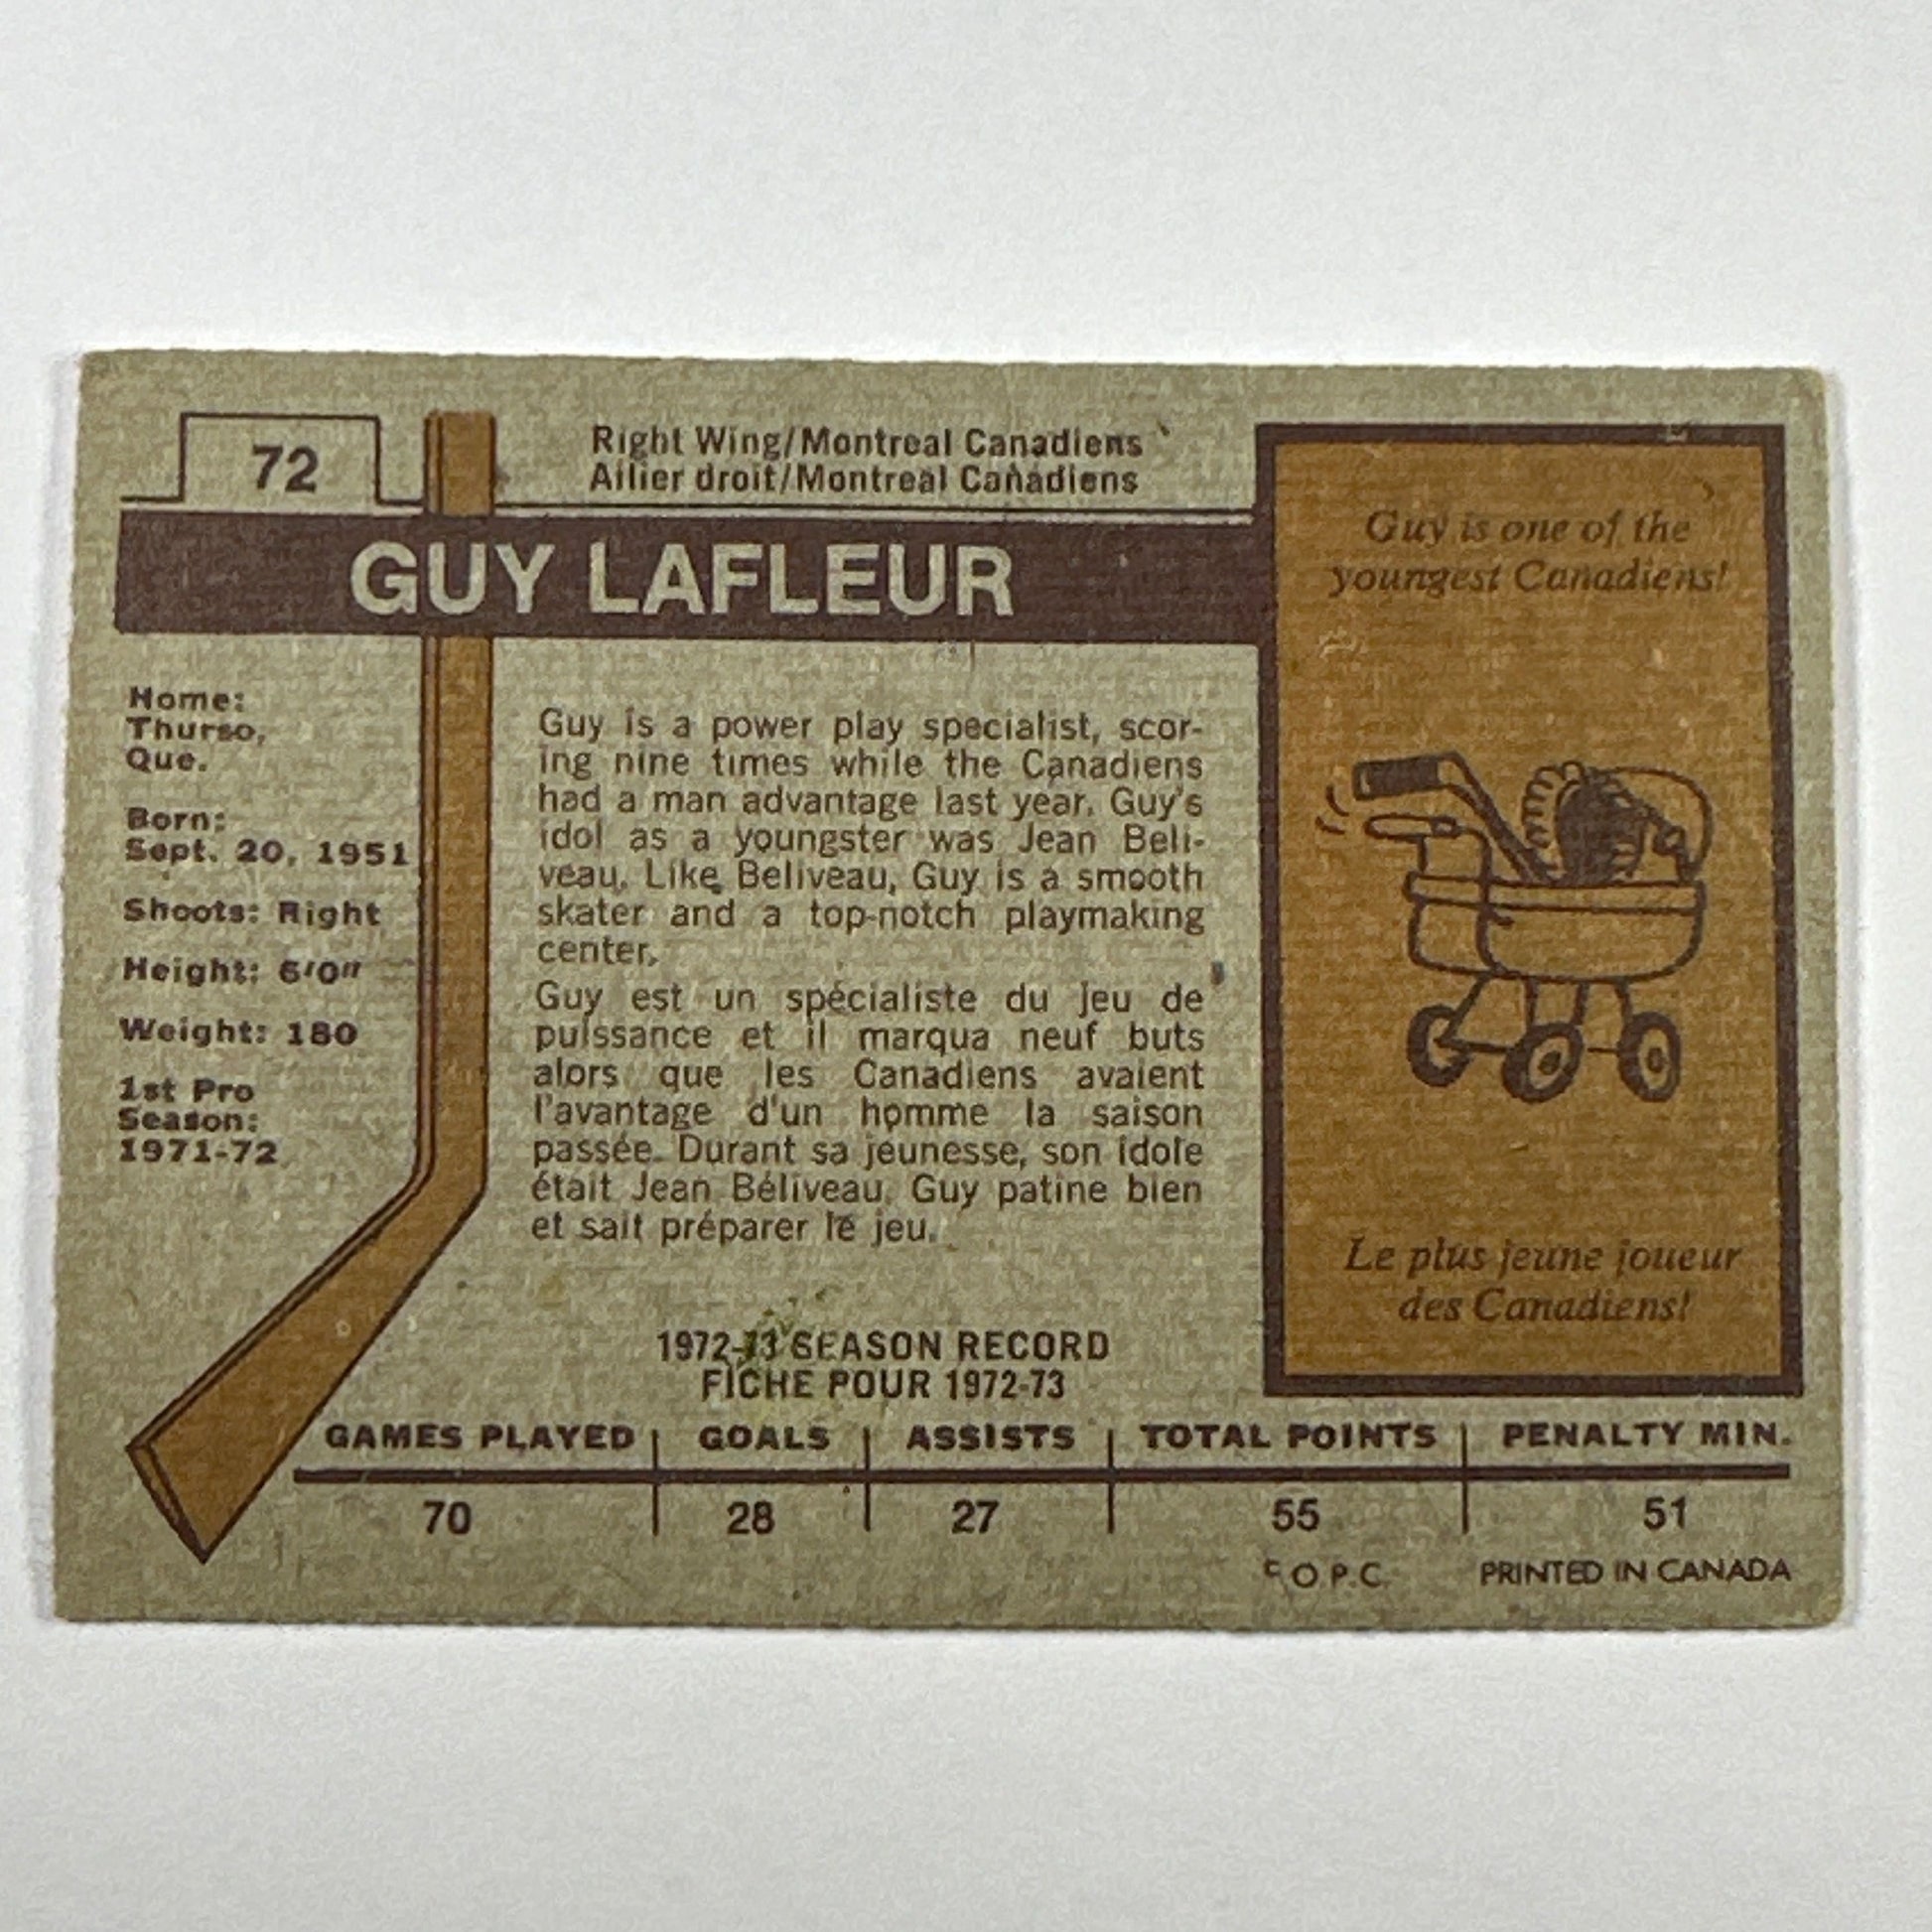 72
Right Wing/Montreal Canadiens
Ailier droit/Montreal Canadiens
GUY LAFLEUR
Home:
Thurso,
Que.
Born:
Sept. 20, 1951
Shoots: Right
Height: 6'0"
Weight: 180
1st Pro
Season:
1971-72
Guy is a power play specialist, scor-
ing nine times while the Canadiens
had a man advantage last year. Guy's
idol as a youngster was Jean Beli-
veau. Like Beliveau, Guy is a smooth
skater and a top-notch playmaking
center.
Guy est un spécialiste du jeu de
puissance et il marqua neuf buts
alors que les Canadiens avaient
l'avantage d'un homme la saison
passée. Durant sa jeunesse, son idole
était Jean Béliveau. Guy patine bien
et sait préparer le jeu.
Guy is one of the
youngest Canadiens!
Le plus jeune joueur
des Canadiens!
1972-73 SEASON RECORD
FICHE POUR 1972-73
GAMES PLAYED GOALS ASSISTS TOTAL POINTS PENALTY MIN.
70 28 27 55 51
© O.P.C. PRINTED IN CANADA